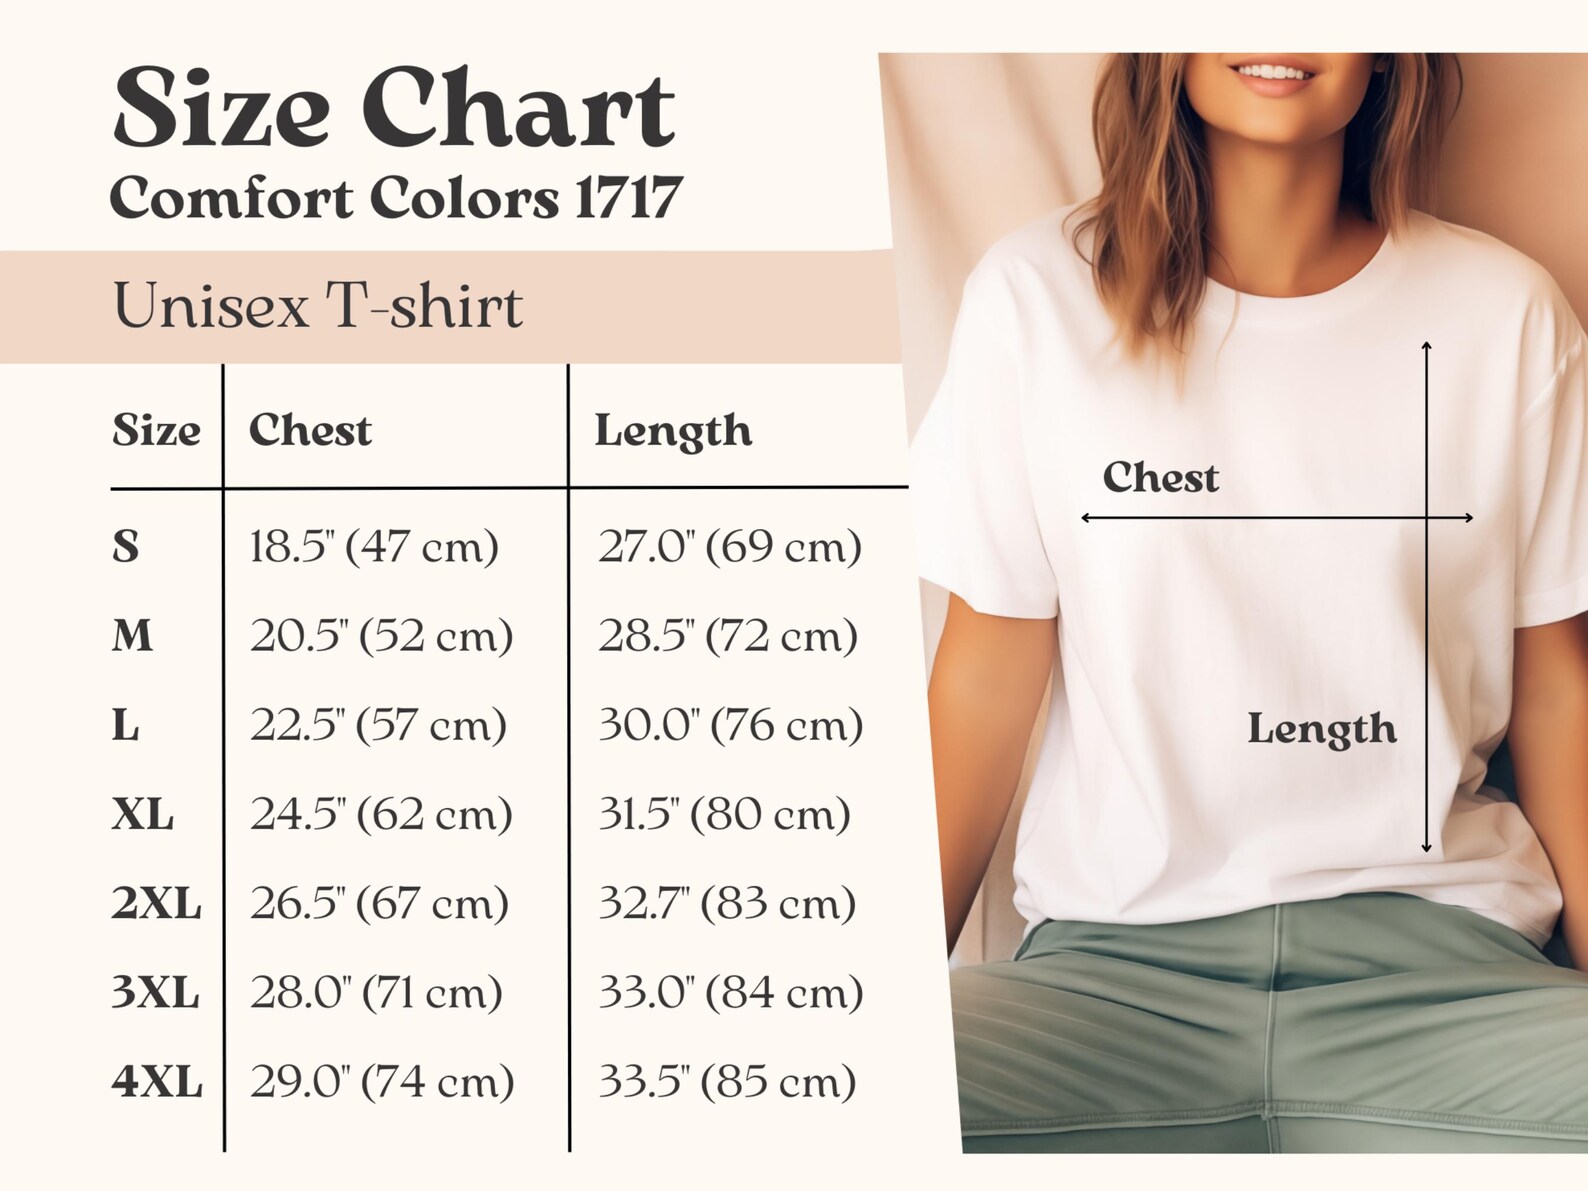 Size Chart
Comfort Colors 1717
Unisex T-shirt
Size Chest Length
S 18.5" (47 cm) 27.0" (69 cm)
M 20.5" (52 cm) 28.5" (72 cm)
L 22.5" (57 cm) 30.0" (76 cm)
XL 24.5" (62 cm) 31.5" (80 cm)
2XL 26.5" (67 cm) 32.7" (83 cm)
3XL 28.0" (71 cm) 33.0" (84 cm)
4XL 29.0" (74 cm) 33.5" (85 cm)
Chest
Length